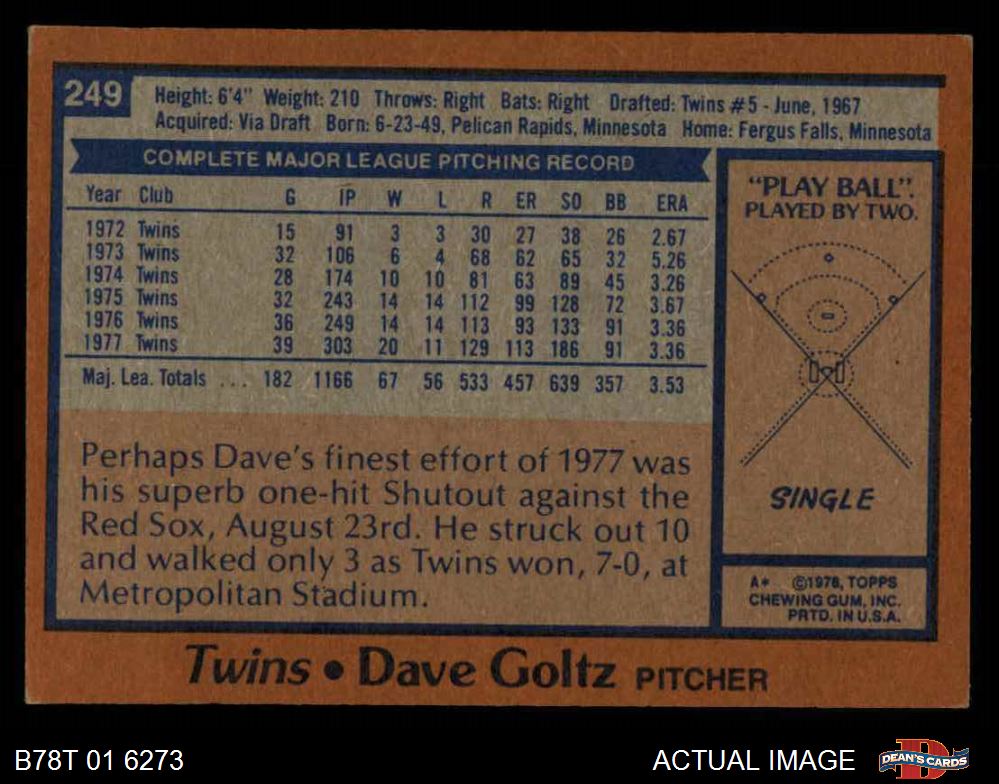 249
Height: 6'4" Weight: 210 Throws: Right Bats: Right Drafted: Twins #5 - June, 1967
Acquired: Via Draft Born: 6-23-49, Pelican Rapids, Minnesota Home: Fergus Falls, Minnesota
COMPLETE MAJOR LEAGUE PITCHING RECORD
Year Club G IP W L R ER SO BB ERA
1972 Twins 15 91 3 3 30 27 38 26 2.67
1973 Twins 32 106 6 4 68 62 65 32 5.26
1974 Twins 28 174 10 10 81 63 89 45 3.26
1975 Twins 32 243 14 14 112 99 128 72 3.67
1976 Twins 36 249 14 14 113 93 133 91 3.36
1977 Twins 39 303 20 11 129 113 186 91 3.36
Maj. Lea. Totals ... 182 1166 67 56 533 457 639 357 3.53
Perhaps Dave's finest effort of 1977 was
his superb one-hit Shutout against the
Red Sox, August 23rd. He struck out 10
and walked only 3 as Twins won, 7-0, at
Metropolitan Stadium.
"PLAY BALL".
PLAYED BY TWO.
SINGLE
A* ©1978, TOPPS
CHEWING GUM, INC.
PRTD. IN U.S.A.
Twins • Dave Goltz PITCHER
B78T 01 6273
ACTUAL IMAGE
DEAN'S CARDS